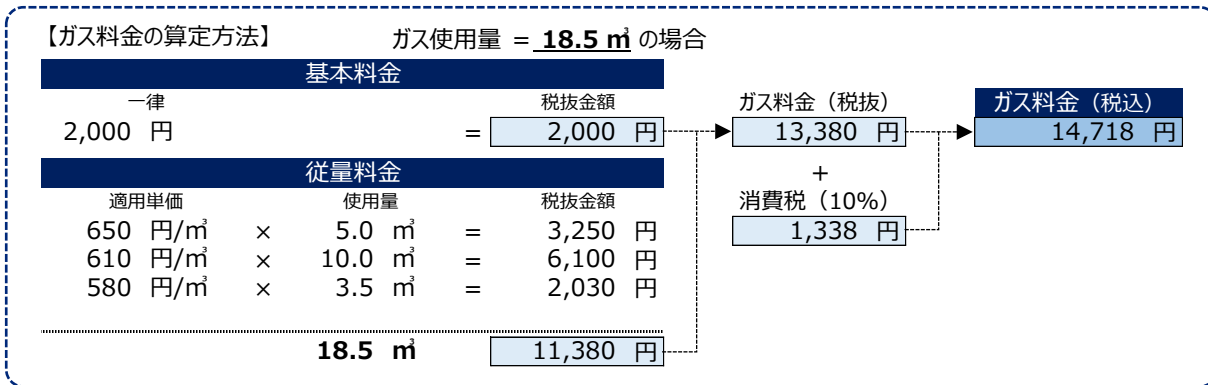 【ガス料金の算定方法】 ガス使用量 = 18.5 ㎥ の場合
基本料金
一律 税抜金額
2,000 円 = 2,000 円
従量料金
適用単価 使用量 税抜金額
650 円/㎥ × 5.0 ㎥ = 3,250 円
610 円/㎥ × 10.0 ㎥ = 6,100 円
580 円/㎥ × 3.5 ㎥ = 2,030 円
18.5 ㎥ 11,380 円
ガス料金（税抜）
13,380 円
+
消費税（10%）
1,338 円
ガス料金（税込）
14,718 円